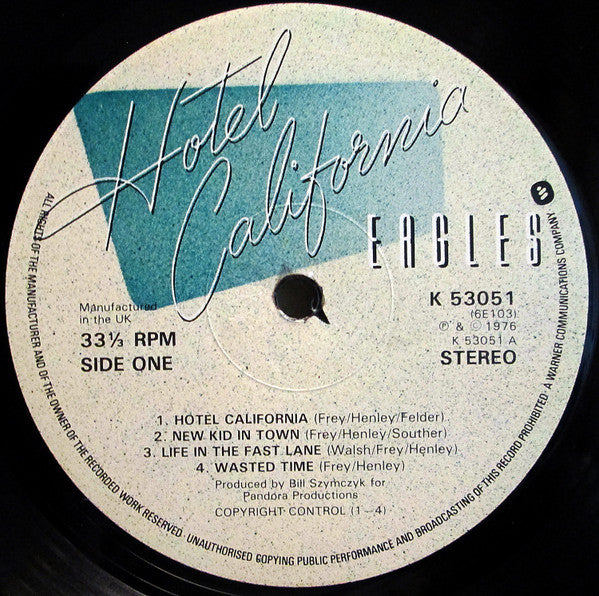 Hotel
California
EAGLES
Manufactured
in the UK
33⅓ RPM
SIDE ONE
K 53051
(6E103)
℗ & © 1976
K 53051 A
STEREO
1. HOTEL CALIFORNIA (Frey/Henley/Felder)
2. NEW KID IN TOWN (Frey/Henley/Souther)
3. LIFE IN THE FAST LANE (Walsh/Frey/Henley)
4. WASTED TIME (Frey/Henley)
Produced by Bill Szymczyk for
Pandora Productions
COPYRIGHT CONTROL (1-4)
ALL RIGHTS OF THE MANUFACTURER AND OF THE OWNER OF THE RECORDED WORK RESERVED · UNAUTHORISED COPYING PUBLIC PERFORMANCE AND BROADCASTING OF THIS RECORD PROHIBITED · A WARNER COMMUNICATIONS COMPANY